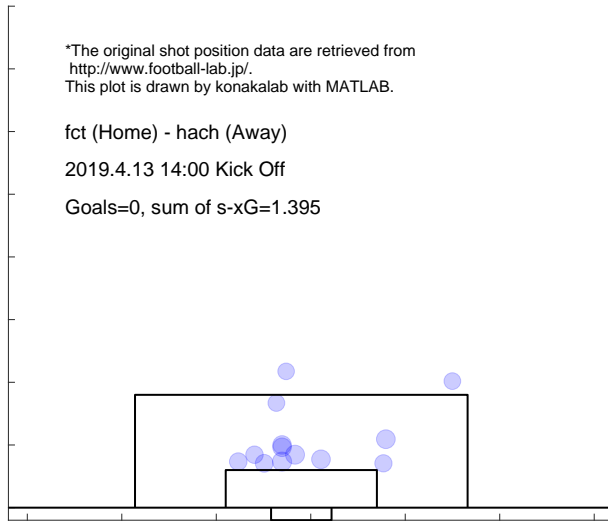 *The original shot position data are retrieved from
http://www.football-lab.jp/.
This plot is drawn by konakalab with MATLAB.
fct (Home) - hach (Away)
2019.4.13 14:00 Kick Off
Goals=0, sum of s-xG=1.395